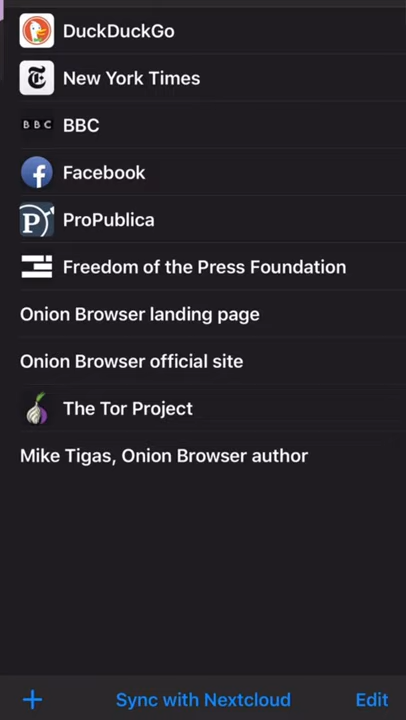 DuckDuckGo
New York Times
BBC BBC
Facebook
ProPublica
Freedom of the Press Foundation
Onion Browser landing page
Onion Browser official site
The Tor Project
Mike Tigas, Onion Browser author
+ Sync with Nextcloud Edit